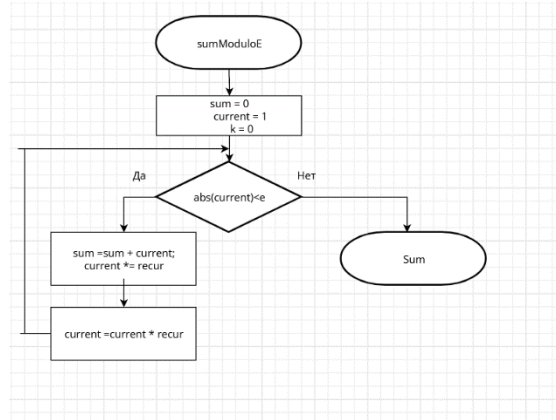 sumModuloE
sum = 0
current = 1
k = 0
Да
Нет
abs(current)<e
sum =sum + current;
current *= recur
Sum
current =current * recur